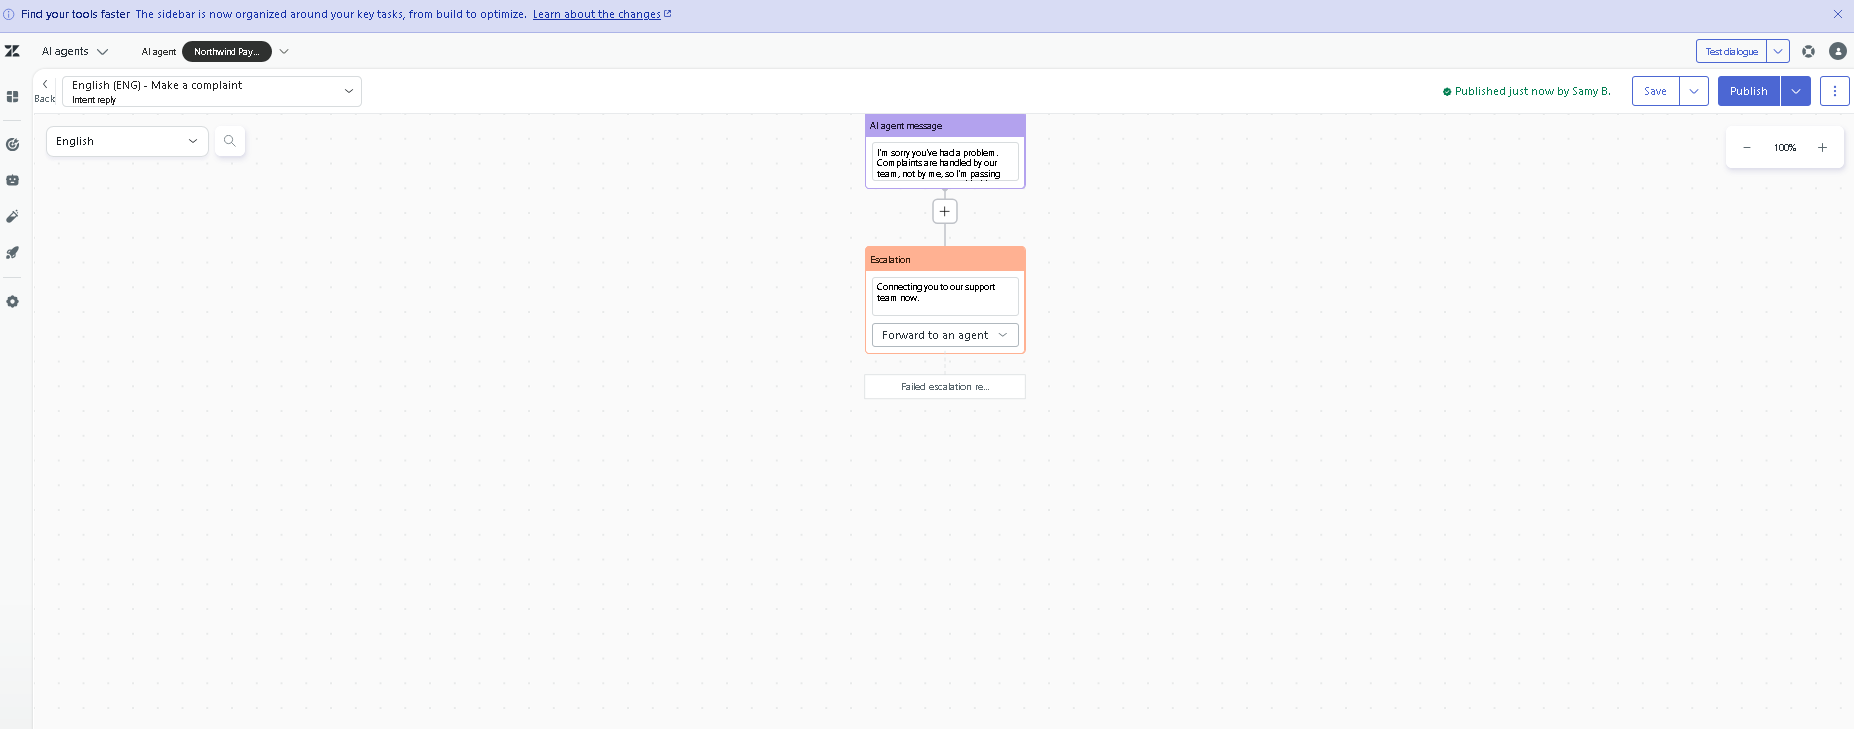 Find your tools faster The sidebar is now organized around your key tasks, from build to optimize. Learn about the changes
AI agents AI agent Northwind Pay... Test dialogue
Back
English (ENG) - Make a complaint
Intent reply
Published just now by Samy B. Save Publish
English
100%
AI agent message
I'm sorry you've had a problem.
Complaints are handled by our
team, not by me, so I'm passing
Escalation
Connecting you to our support
team now.
Forward to an agent
Failed escalation re...